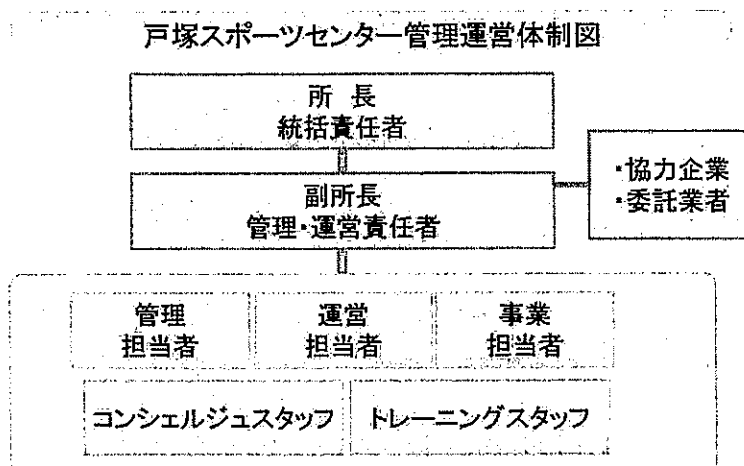 戸塚スポーツセンター管理運営体制図
所 長
統括責任者
副所長
管理・運営責任者
・協力企業
・委託業者
管理
担当者
運営
担当者
事業
担当者
コンシェルジュスタッフ
トレーニングスタッフ